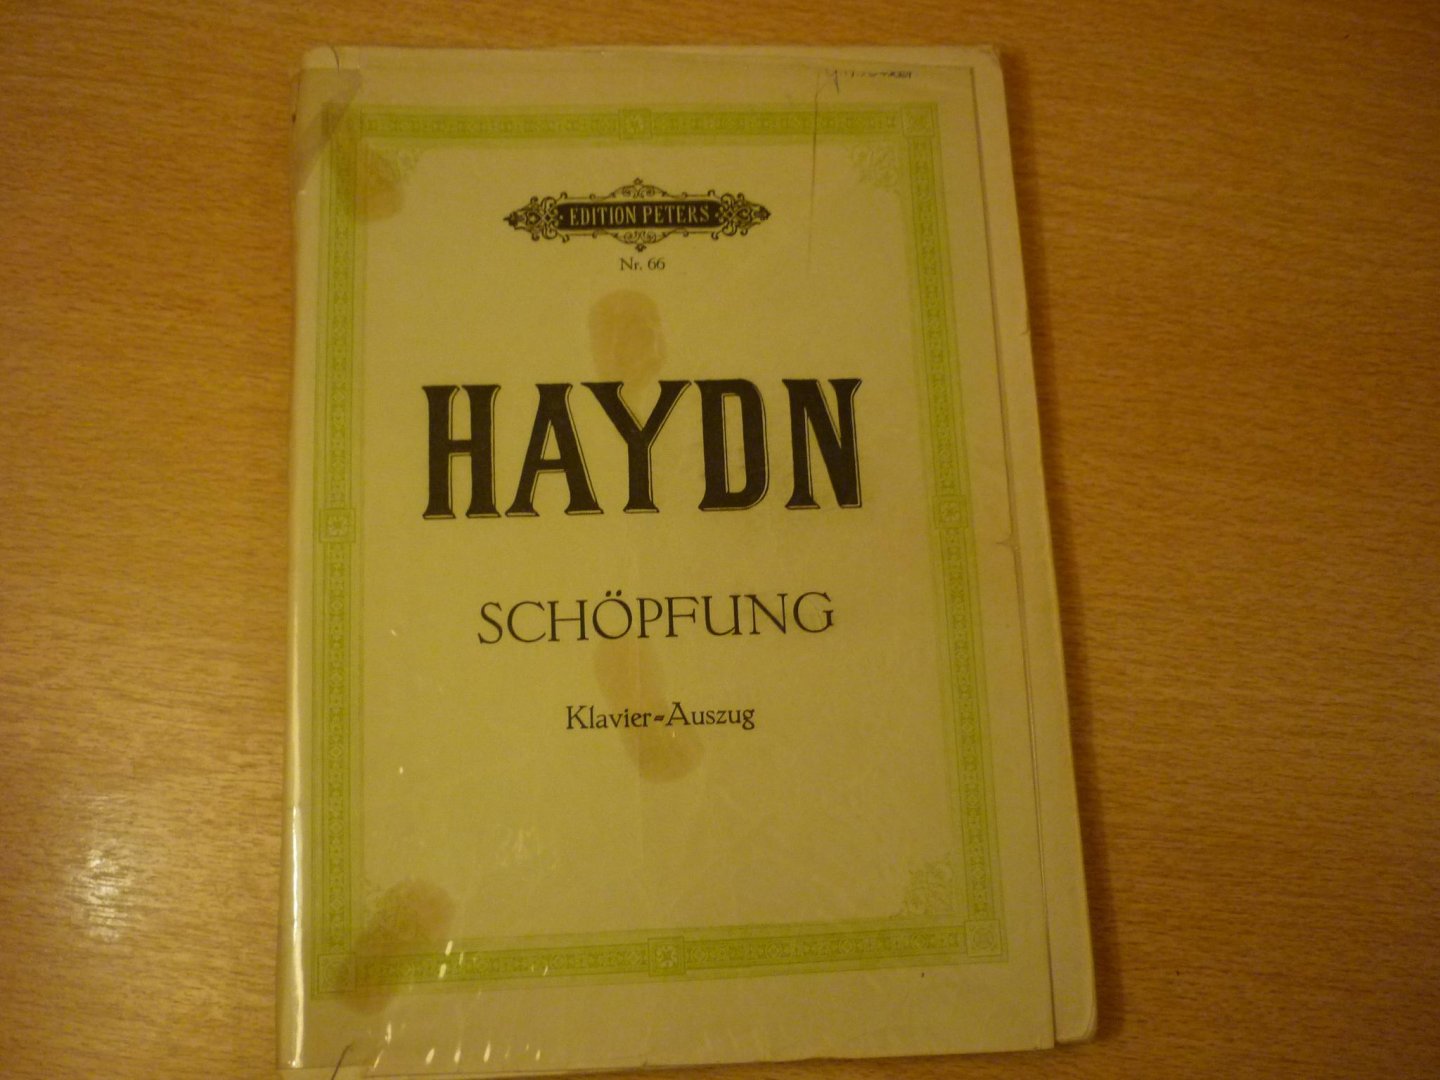 EDITION PETERS
Nr. 66
HAYDN
SCHÖPFUNG
Klavier-Auszug